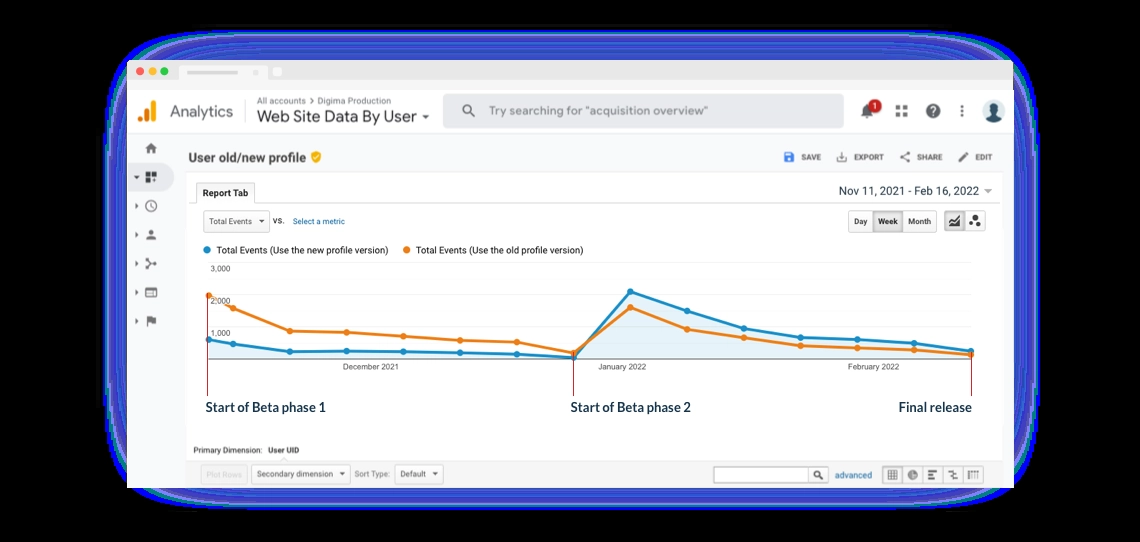 All accounts > Digima Production
Analytics
Web Site Data By User
Try searching for "acquisition overview"
1
User old/new profile
SAVE
EXPORT
SHARE
EDIT
Report Tab
Nov 11, 2021 - Feb 16, 2022
Total Events
VS.
Select a metric
Day
Week
Month
Total Events (Use the new profile version)
Total Events (Use the old profile version)
3,000
2,000
1,000
December 2021
January 2022
February 2022
Start of Beta phase 1
Start of Beta phase 2
Final release
Primary Dimension: User UID
Plot Rows
Secondary dimension
Sort Type:
Default
advanced